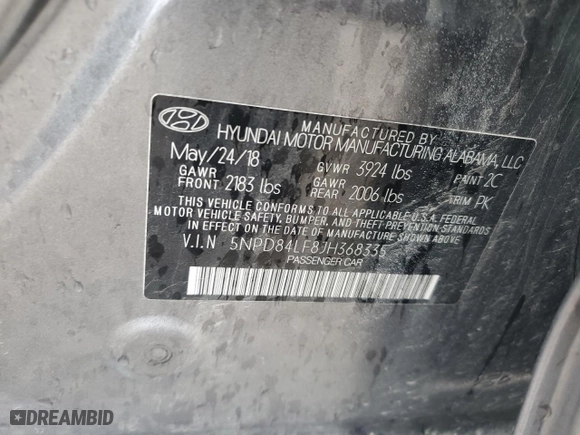 MANUFACTURED BY
HYUNDAI MOTOR MANUFACTURING ALABAMA, LLC
May/24/18 GVWR 3924 lbs PAINT 2C
GAWR FRONT 2183 lbs GAWR REAR 2006 lbs TRIM PK
THIS VEHICLE CONFORMS TO ALL APPLICABLE U.S.A. FEDERAL
MOTOR VEHICLE SAFETY, BUMPER, AND THEFT PREVENTION STANDARDS
IN EFFECT ON THE DATE OF MANUFACTURE SHOWN ABOVE.
V.I.N : 5NPD84LF8JH368335
PASSENGER CAR
DREAMBID